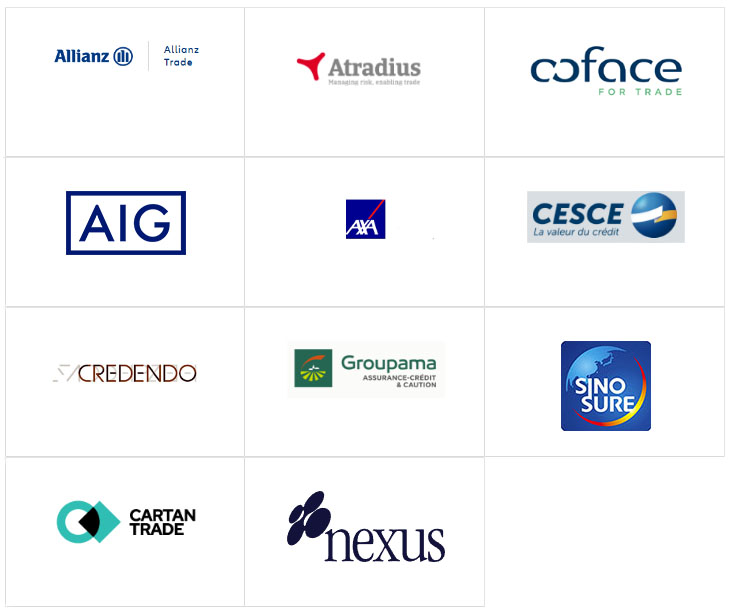 Allianz
Allianz
Trade
Atradius
Managing risk, enabling trade
coface
FOR TRADE
AIG
AXA
CESCE
La valeur du crédit
CREDENDO
Groupama
ASSURANCE-CRÉDIT
& CAUTION
SINO
SURE
CARTAN
TRADE
nexus